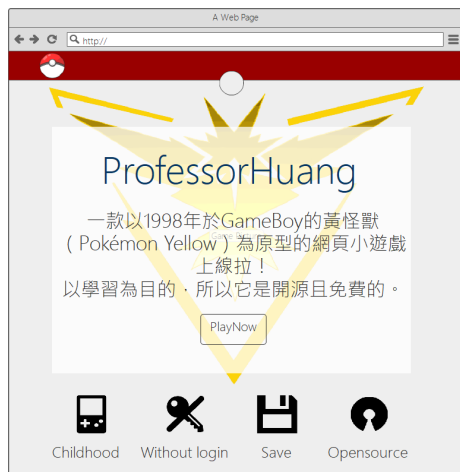 A Web Page
http://
ProfessorHuang
一款以1998年於GameBoy的黃怪獸
（Pokémon Yellow）為原型的網頁小遊戲
上線拉！
以學習為目的，所以它是開源且免費的。
PlayNow
Childhood
Without login
Save
Opensource